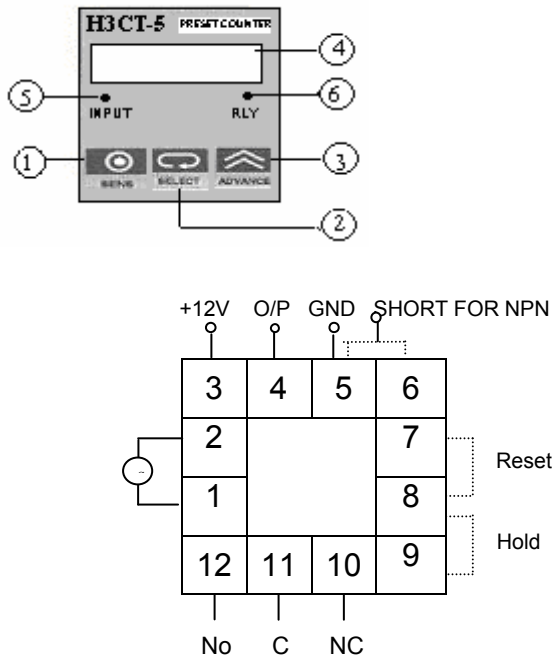 H3CT-5 PRESET COUNTER
4
5 6
INPUT RLY
1 3
SENS SELECT ADVANCE
2
+12V O/P GND SHORT FOR NPN
3 4 5 6
2 7
Reset
1 8
Hold
12 11 10 9
No C NC